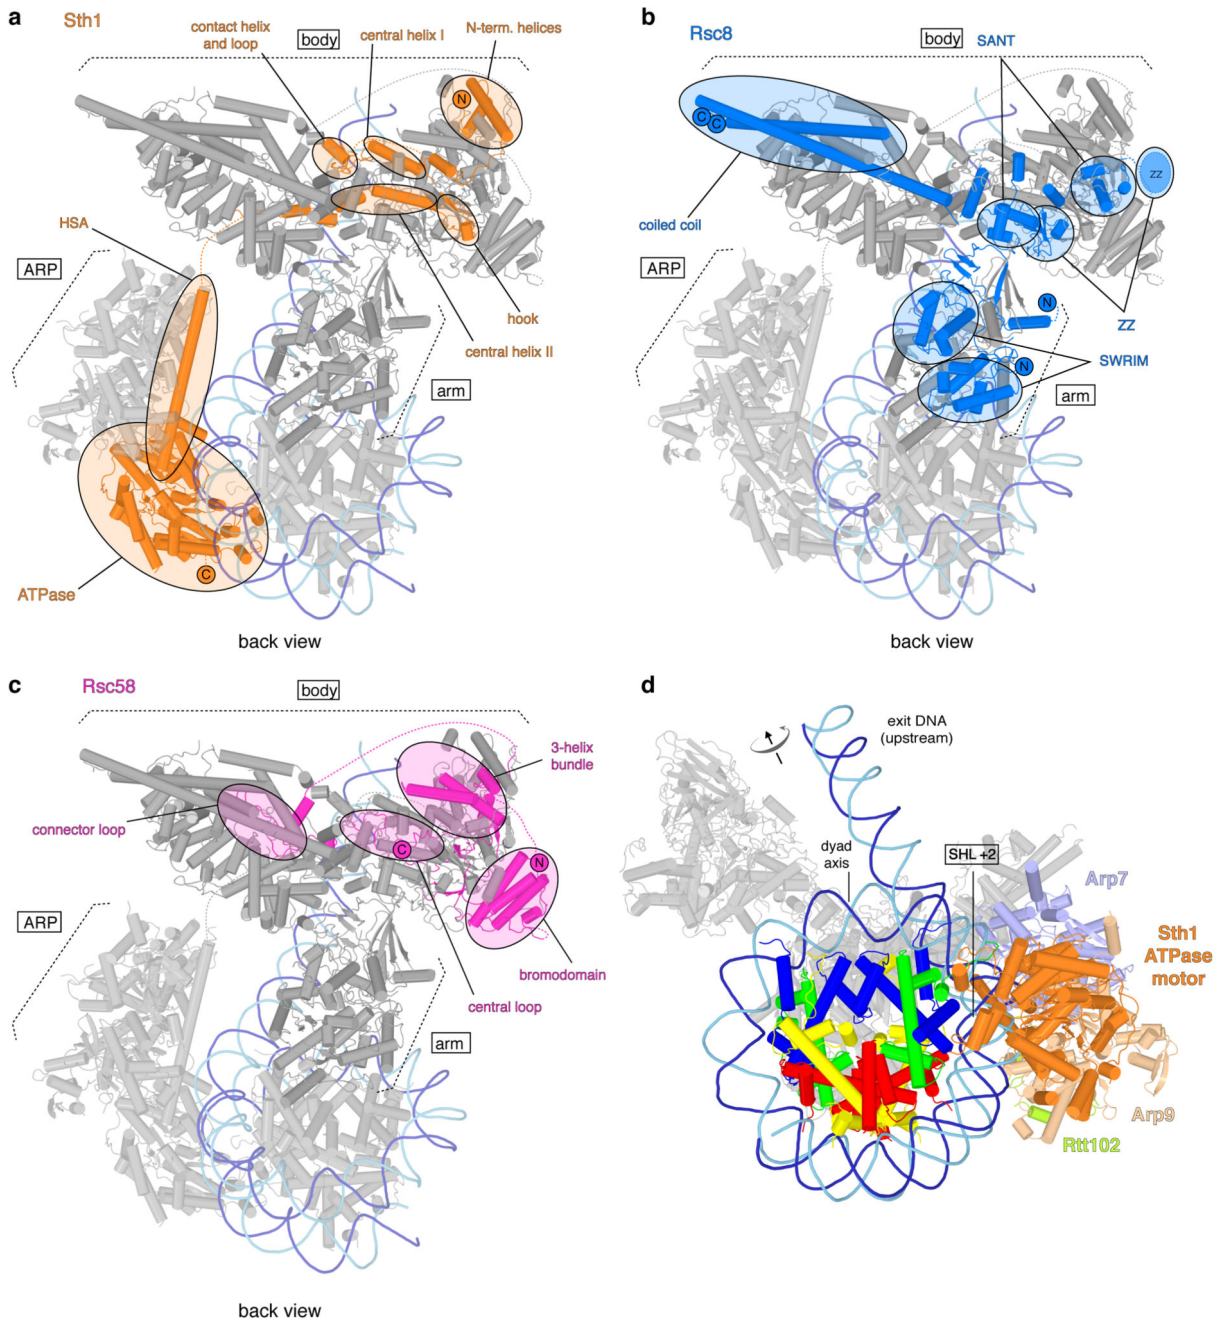 a
Sth1
contact helix
and loop
body
central helix I
N-term. helices
N
HSA
ARP
hook
central helix II
arm
C
ATPase
back view
b
Rsc8
body
SANT
C
C
ZZ
coiled coil
ARP
N
ZZ
SWRIM
N
arm
back view
c
Rsc58
body
3-helix
bundle
connector loop
C
N
ARP
bromodomain
central loop
arm
back view
d
exit DNA
(upstream)
dyad
axis
SHL +2
Arp7
Sth1
ATPase
motor
Arp9
Rtt102